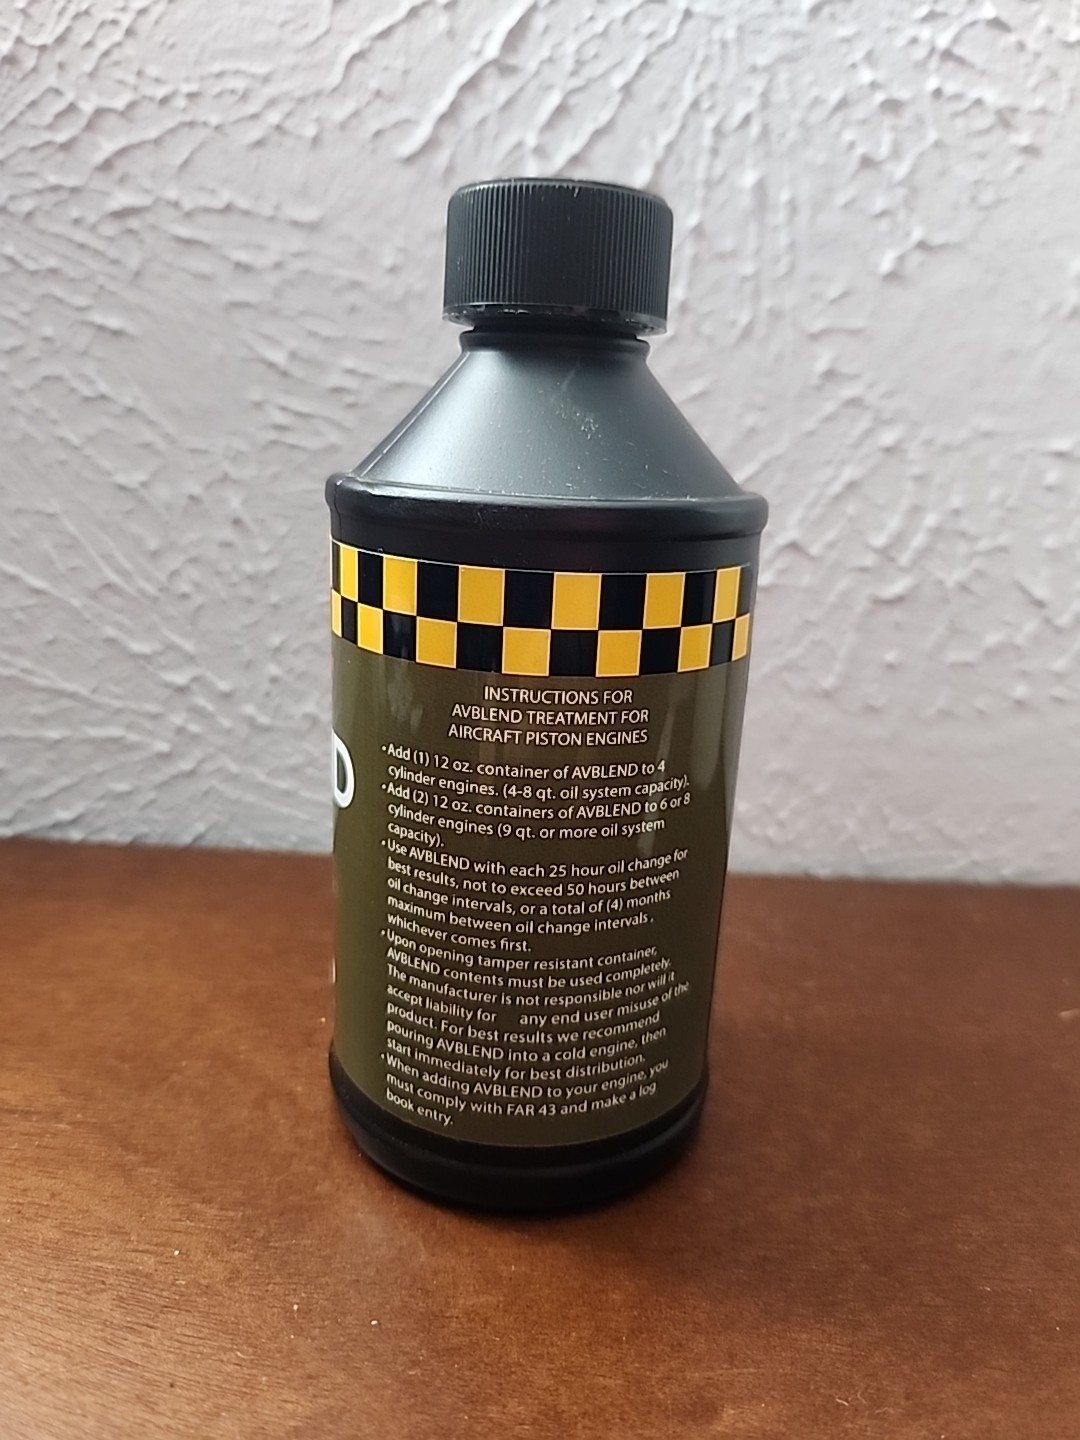 D
INSTRUCTIONS FOR
AVBLEND TREATMENT FOR
AIRCRAFT PISTON ENGINES
•Add (1) 12 oz. container of AVBLEND to 4
cylinder engines. (4-8 qt. oil system capacity).
•Add (2) 12 oz. containers of AVBLEND to 6 or 8
cylinder engines (9 qt. or more oil system
capacity).
•Use AVBLEND with each 25 hour oil change for
best results, not to exceed 50 hours between
oil change intervals, or a total of (4) months
maximum between oil change intervals ,
whichever comes first.
•Upon opening tamper resistant container,
AVBLEND contents must be used completely.
The manufacturer is not responsible nor will it
accept liability for any end user misuse of the
product. For best results we recommend
pouring AVBLEND into a cold engine, then
start immediately for best distribution.
•When adding AVBLEND to your engine, you
must comply with FAR 43 and make a log
book entry.